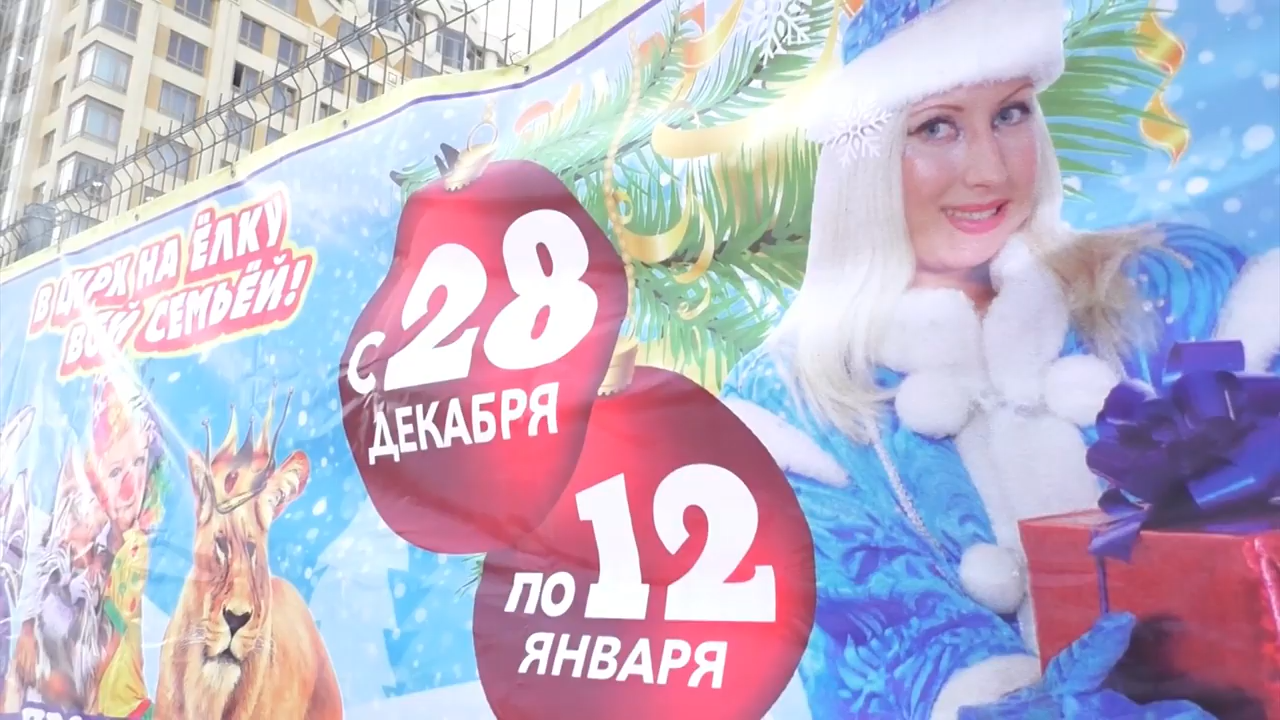 В ЦИРК НА ЁЛКУ
ВСЕЙ СЕМЬЁЙ!
С 28
ДЕКАБРЯ
ПО 12
ЯНВАРЯ